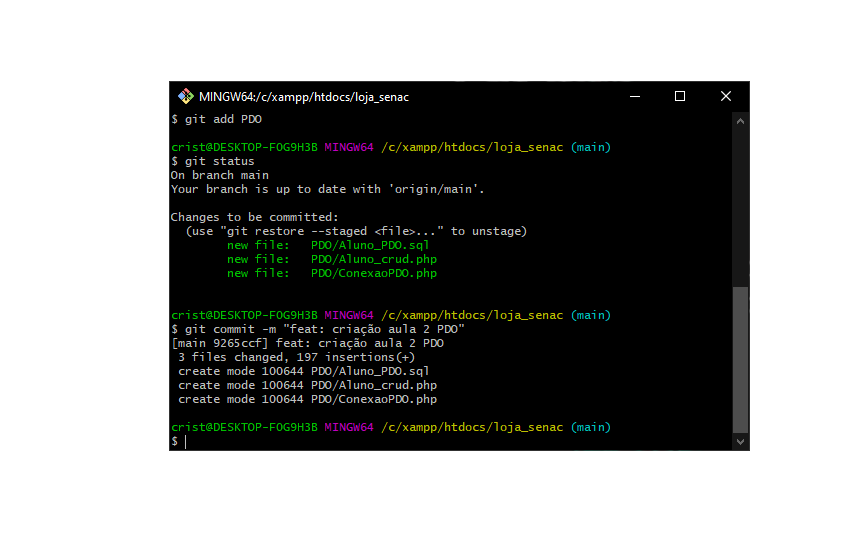 MINGW64:/c/xampp/htdocs/loja_senac
$ git add PDO
crist@DESKTOP-FOG9H3B MINGW64 /c/xampp/htdocs/loja_senac (main)
$ git status
On branch main
Your branch is up to date with 'origin/main'.
Changes to be committed:
(use "git restore --staged <file>..." to unstage)
new file: PDO/Aluno_PDO.sql
new file: PDO/Aluno_crud.php
new file: PDO/ConexaoPDO.php
crist@DESKTOP-FOG9H3B MINGW64 /c/xampp/htdocs/loja_senac (main)
$ git commit -m "feat: criação aula 2 PDO"
[main 9265ccf] feat: criação aula 2 PDO
3 files changed, 197 insertions(+)
create mode 100644 PDO/Aluno_PDO.sql
create mode 100644 PDO/Aluno_crud.php
create mode 100644 PDO/ConexaoPDO.php
crist@DESKTOP-FOG9H3B MINGW64 /c/xampp/htdocs/loja_senac (main)
$